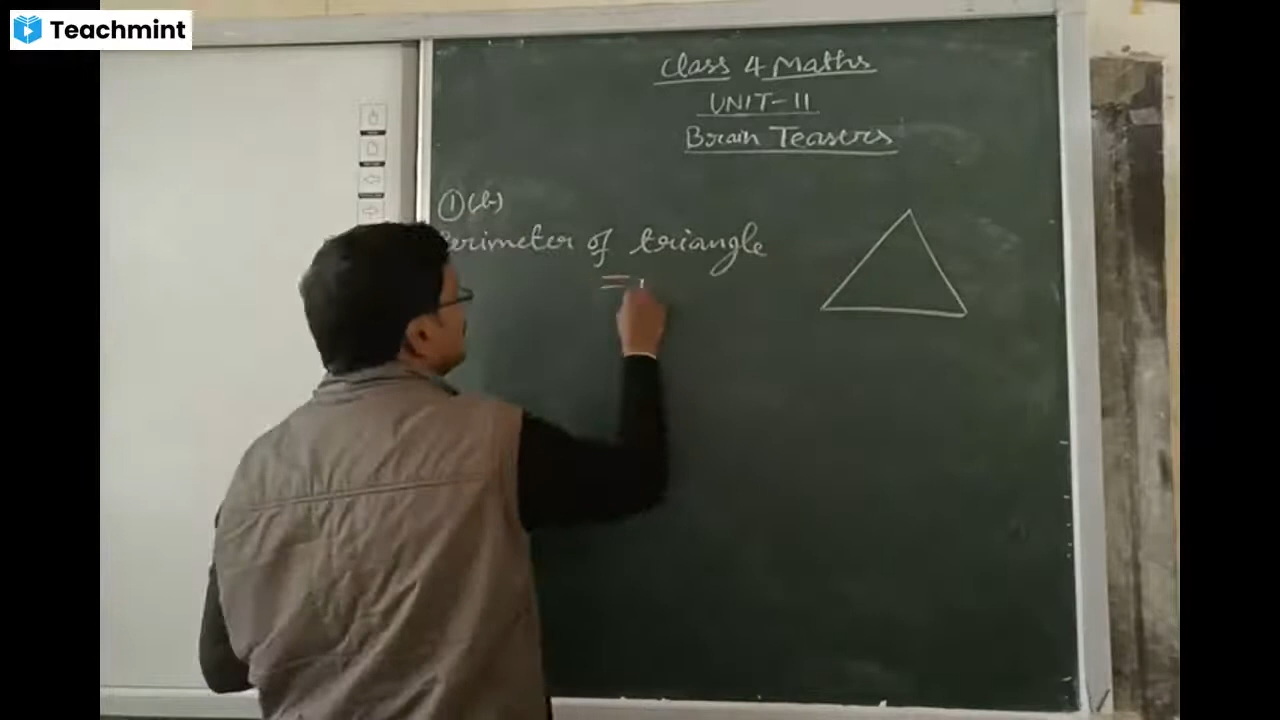 Teachmint
Class 4 Maths
UNIT-11
Brain Teasers
① (b)
Perimeter of triangle
=